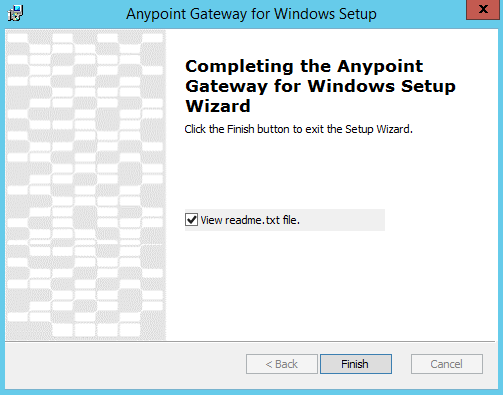 Anypoint Gateway for Windows Setup
x
Completing the Anypoint
Gateway for Windows Setup
Wizard
Click the Finish button to exit the Setup Wizard.
View readme.txt file.
< Back
Finish
Cancel